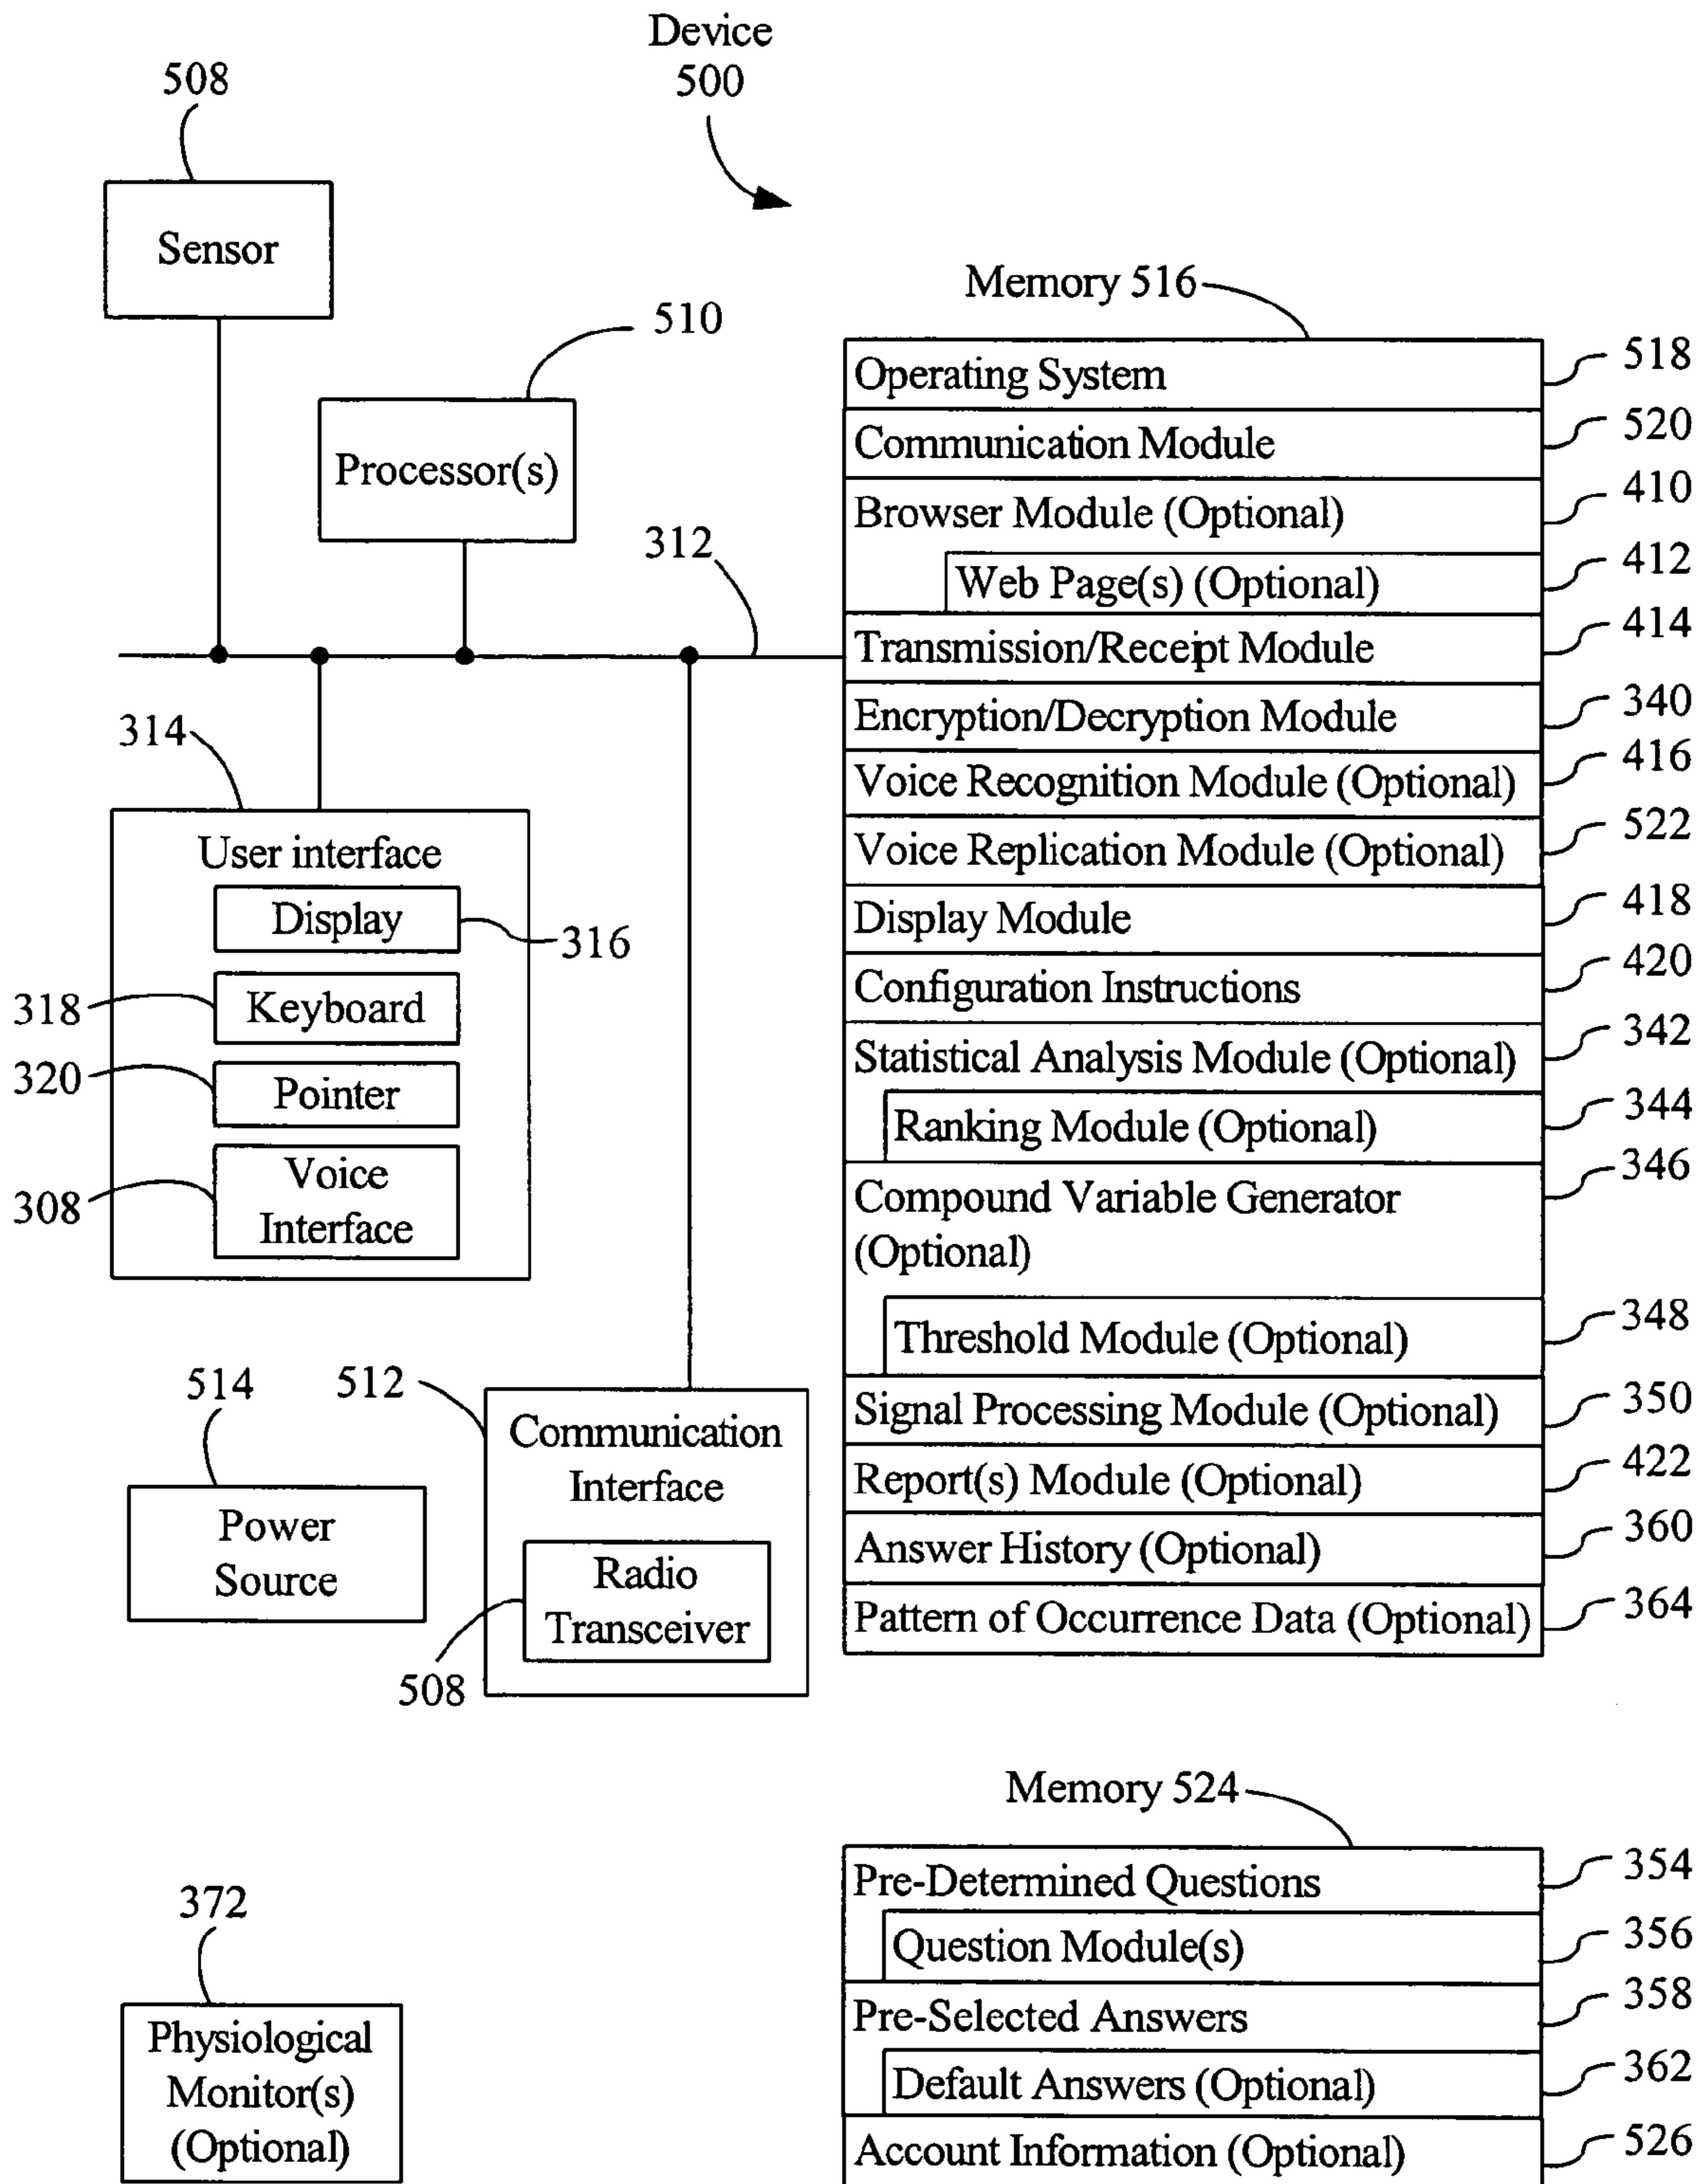 Device
500
508
Sensor
510
Processor(s)
312
314
User interface
Display
316
318
Keyboard
320
Pointer
308
Voice
Interface
514
Power
Source
512
Communication
Interface
Radio
Transceiver
508
372
Physiological
Monitor(s)
(Optional)
Memory 516
Operating System 518
Communication Module 520
Browser Module (Optional) 410
Web Page(s) (Optional) 412
Transmission/Receipt Module 414
Encryption/Decryption Module 340
Voice Recognition Module (Optional) 416
Voice Replication Module (Optional) 522
Display Module 418
Configuration Instructions 420
Statistical Analysis Module (Optional) 342
Ranking Module (Optional) 344
Compound Variable Generator 346
(Optional)
Threshold Module (Optional) 348
Signal Processing Module (Optional) 350
Report(s) Module (Optional) 422
Answer History (Optional) 360
Pattern of Occurrence Data (Optional) 364
Memory 524
Pre-Determined Questions 354
Question Module(s) 356
Pre-Selected Answers 358
Default Answers (Optional) 362
Account Information (Optional) 526